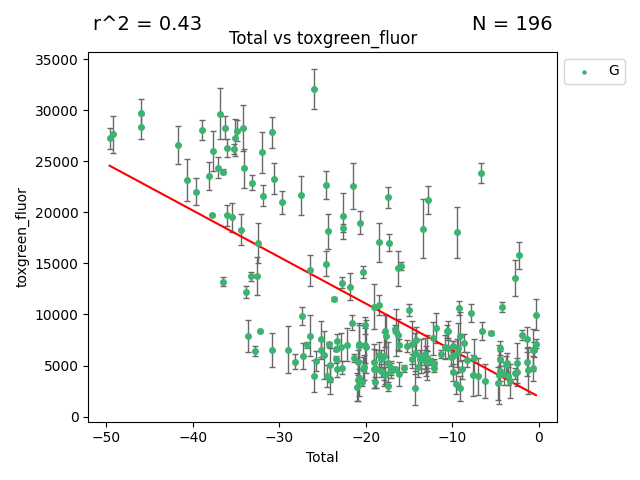 r^2 = 0.43
N = 196
Total vs toxgreen_fluor
G
35000
30000
25000
20000
15000
10000
5000
0
toxgreen_fluor
−50
−40
−30
−20
−10
0
Total